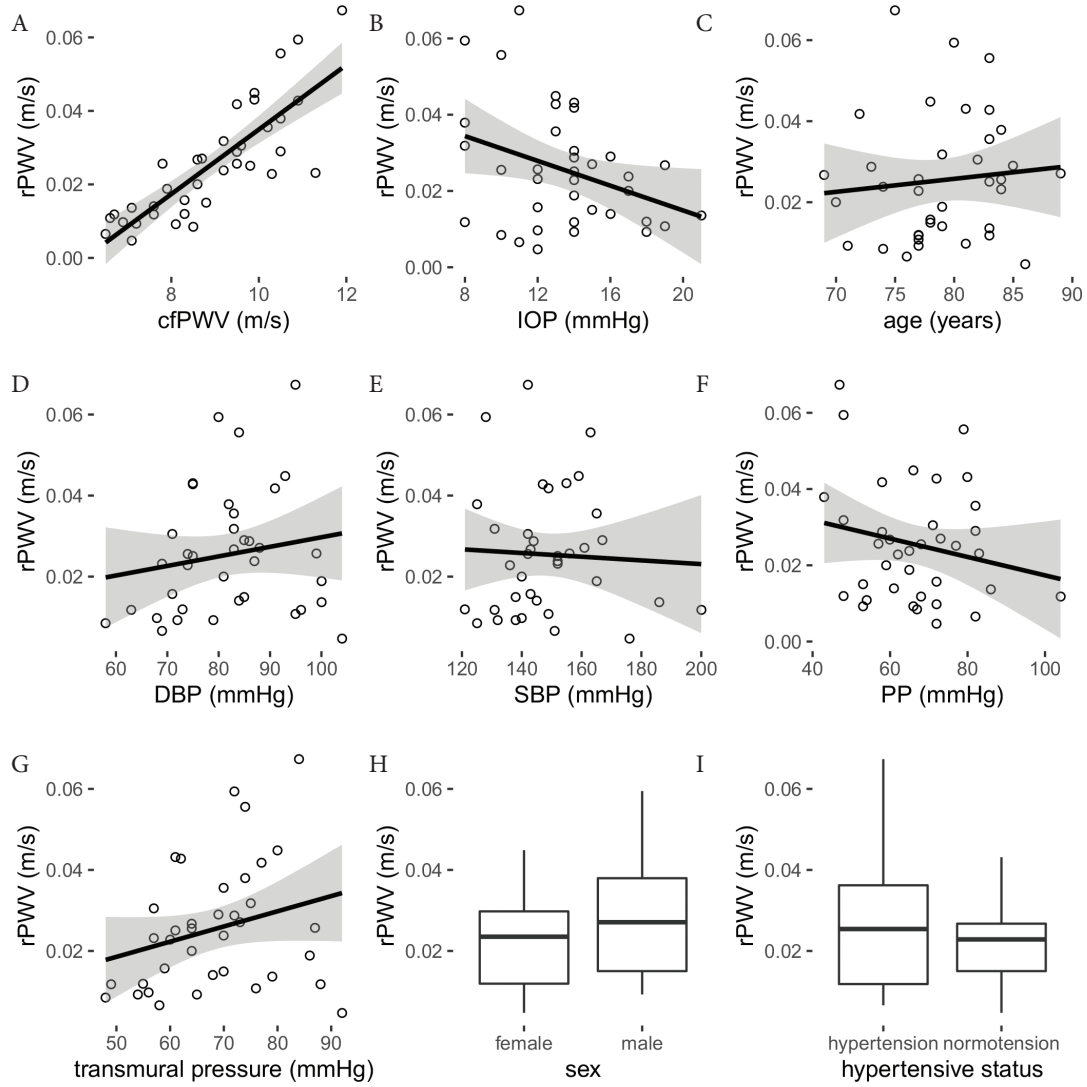 A
rPWV (m/s)
0.06
0.04
0.02
0.00
8 10 12
cfPWV (m/s)
B
rPWV (m/s)
0.06
0.04
0.02
0.00
8 12 16 20
IOP (mmHg)
C
rPWV (m/s)
0.06
0.04
0.02
70 75 80 85 90
age (years)
D
rPWV (m/s)
0.06
0.04
0.02
60 70 80 90 100
DBP (mmHg)
E
rPWV (m/s)
0.06
0.04
0.02
120 140 160 180 200
SBP (mmHg)
F
rPWV (m/s)
0.06
0.04
0.02
0.00
40 60 80 100
PP (mmHg)
G
rPWV (m/s)
0.06
0.04
0.02
50 60 70 80 90
transmural pressure (mmHg)
H
rPWV (m/s)
0.06
0.04
0.02
female male
sex
I
rPWV (m/s)
0.06
0.04
0.02
hypertension normotension
hypertensive status